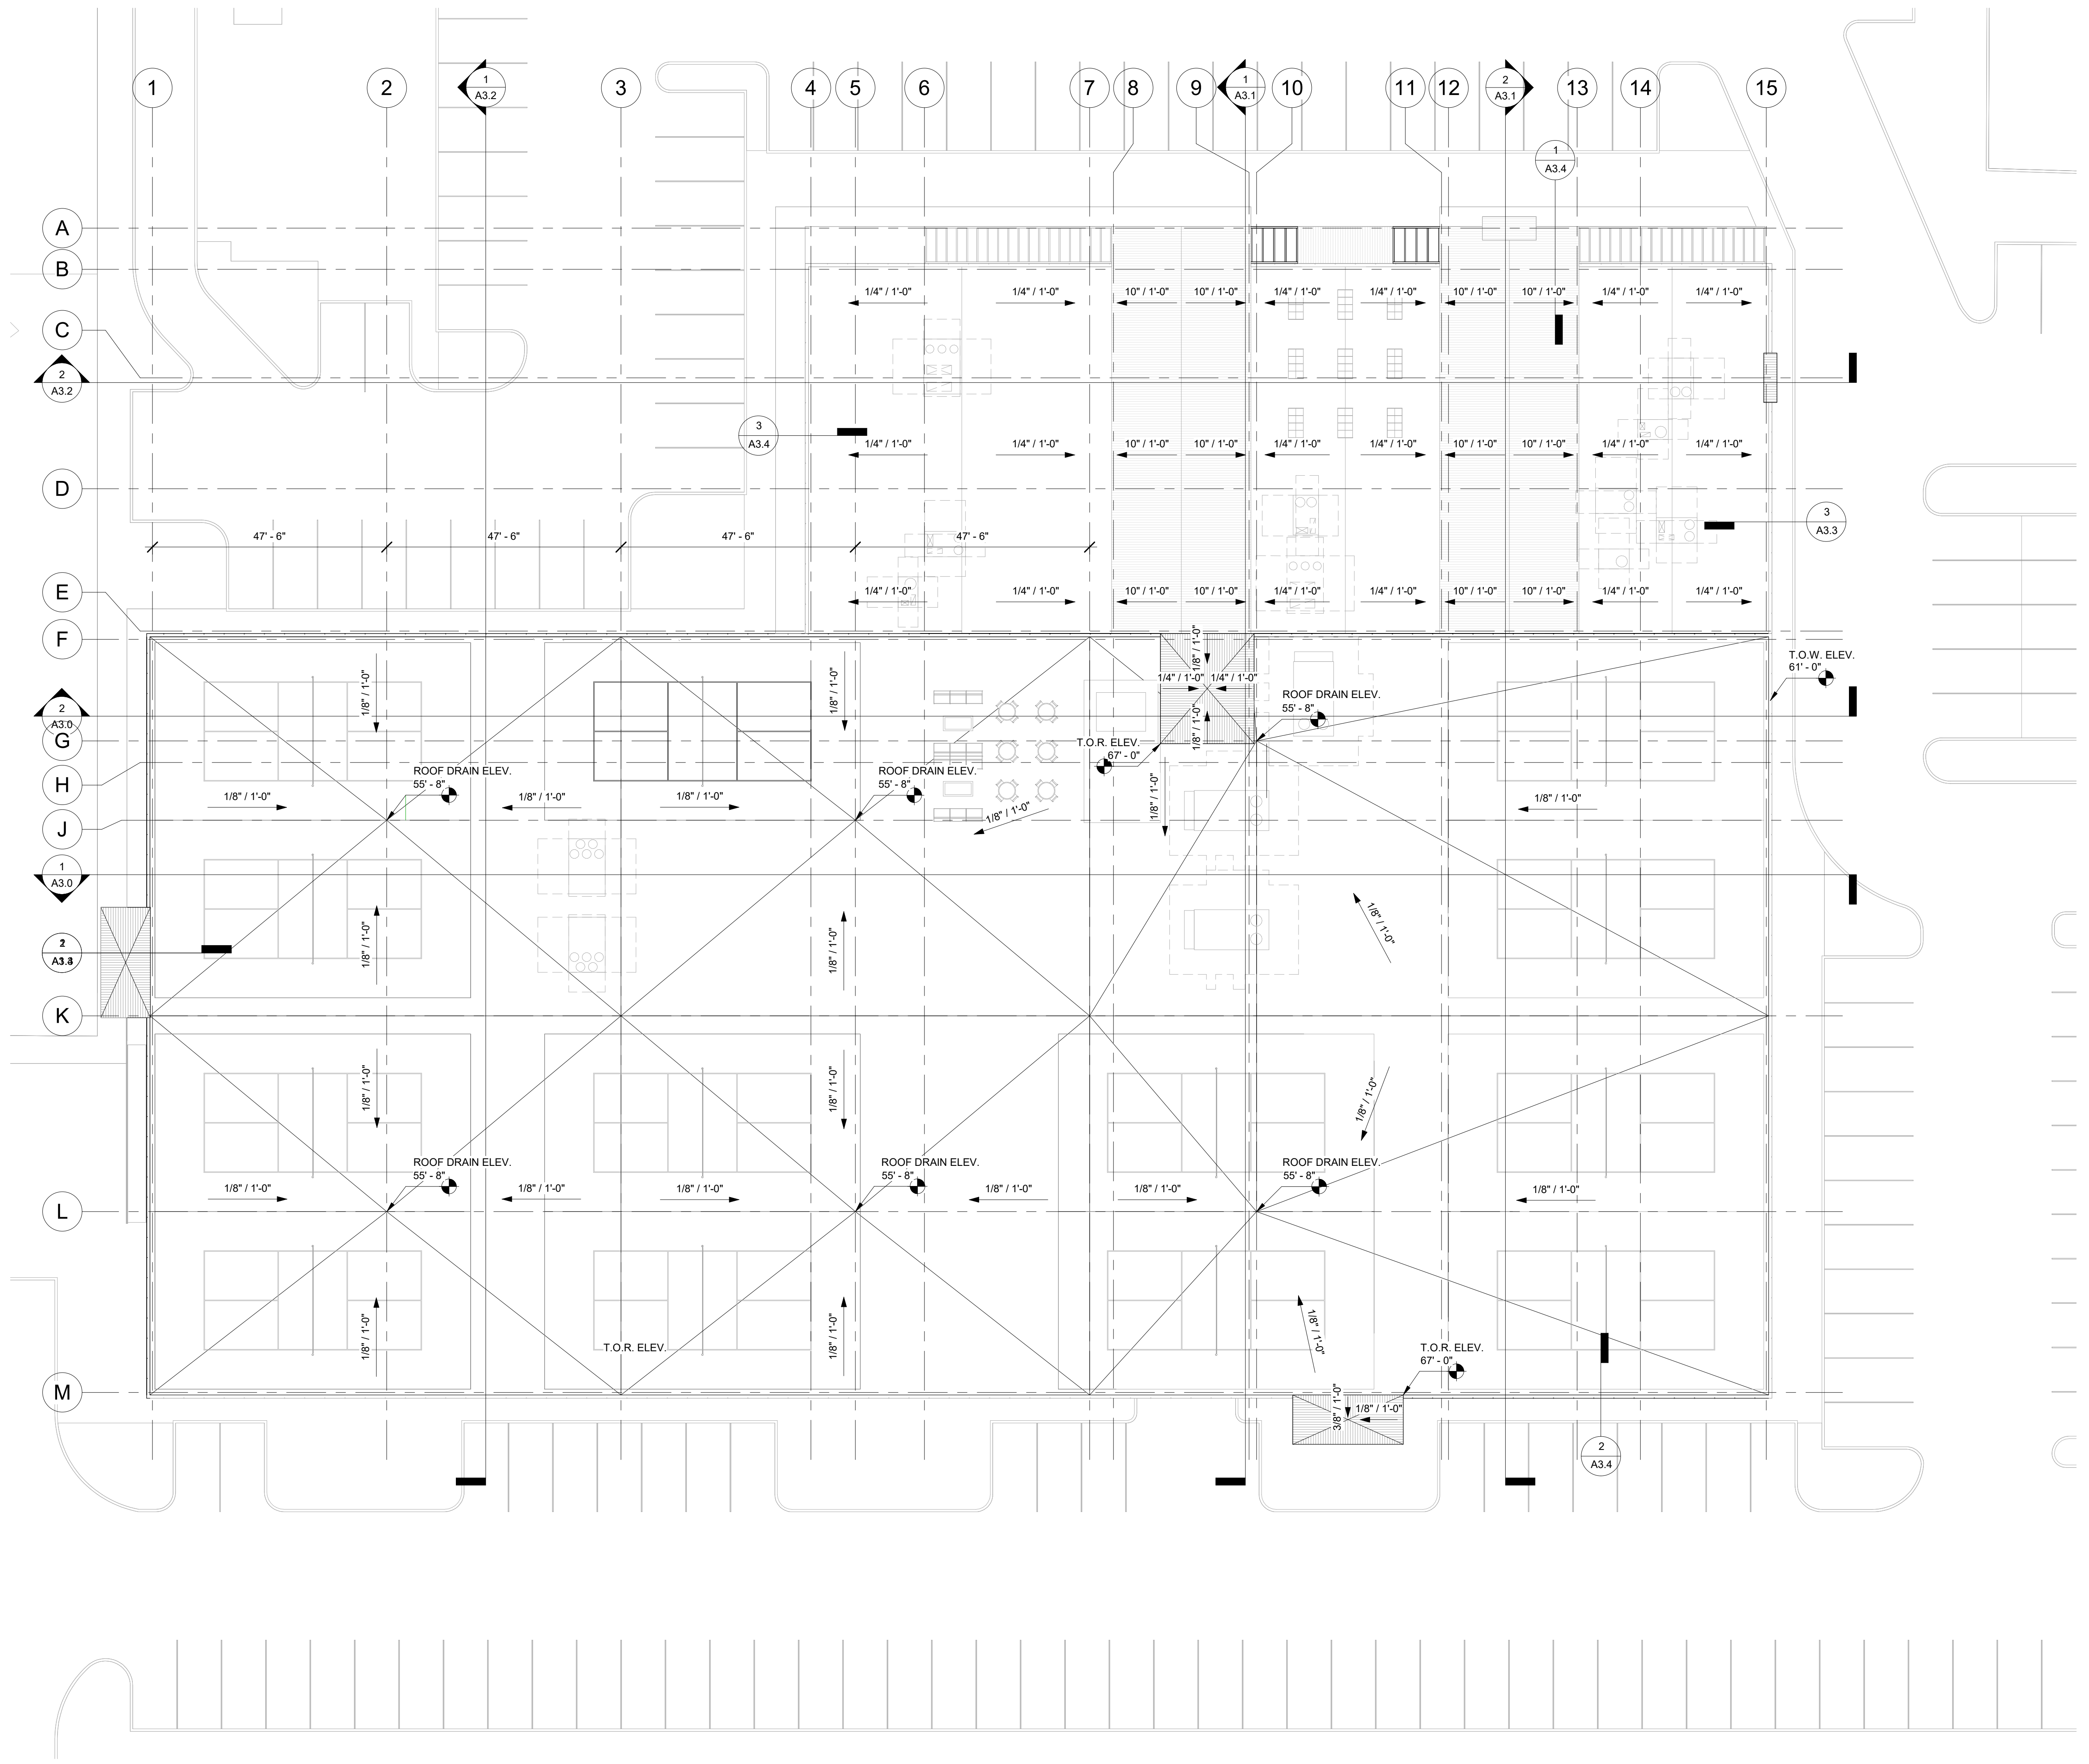 1
2
1
A3.2
3
4
5
6
7
8
9
1
A3.1
10
11
12
2
A3.1
13
14
15
1
A3.4
A
B
1/4" / 1'-0"
1/4" / 1'-0"
10" / 1'-0"
10" / 1'-0"
1/4" / 1'-0"
1/4" / 1'-0"
10" / 1'-0"
10" / 1'-0"
1/4" / 1'-0"
1/4" / 1'-0"
C
2
A3.2
3
A3.4
1/4" / 1'-0"
1/4" / 1'-0"
10" / 1'-0"
10" / 1'-0"
1/4" / 1'-0"
1/4" / 1'-0"
10" / 1'-0"
10" / 1'-0"
1/4" / 1'-0"
1/4" / 1'-0"
D
3
A3.3
47' - 6"
47' - 6"
47' - 6"
47' - 6"
E
1/4" / 1'-0"
1/4" / 1'-0"
10" / 1'-0"
10" / 1'-0"
1/4" / 1'-0"
1/4" / 1'-0"
10" / 1'-0"
10" / 1'-0"
1/4" / 1'-0"
1/4" / 1'-0"
F
1/8" / 1'-0"
T.O.W. ELEV.
61' - 0"
1/8" / 1'-0"
1/8" / 1'-0"
1/4" / 1'-0"
1/4" / 1'-0"
ROOF DRAIN ELEV.
55' - 8"
2
A3.0
1/8" / 1'-0"
G
T.O.R. ELEV.
67' - 0"
H
ROOF DRAIN ELEV.
55' - 8"
ROOF DRAIN ELEV.
55' - 8"
1/8" / 1'-0"
1/8" / 1'-0"
1/8" / 1'-0"
1/8" / 1'-0"
1/8" / 1'-0"
1/8" / 1'-0"
1/8" / 1'-0"
J
1
A3.0
1/8" / 1'-0"
1/8" / 1'-0"
1/8" / 1'-0"
K
1/8" / 1'-0"
1/8" / 1'-0"
1/8" / 1'-0"
ROOF DRAIN ELEV.
55' - 8"
ROOF DRAIN ELEV.
55' - 8"
ROOF DRAIN ELEV.
55' - 8"
1/8" / 1'-0"
1/8" / 1'-0"
1/8" / 1'-0"
1/8" / 1'-0"
1/8" / 1'-0"
1/8" / 1'-0"
L
1/8" / 1'-0"
1/8" / 1'-0"
1/8" / 1'-0"
T.O.R. ELEV.
T.O.R. ELEV.
67' - 0"
M
3/8" / 1'-0"
1/8" / 1'-0"
2
A3.4